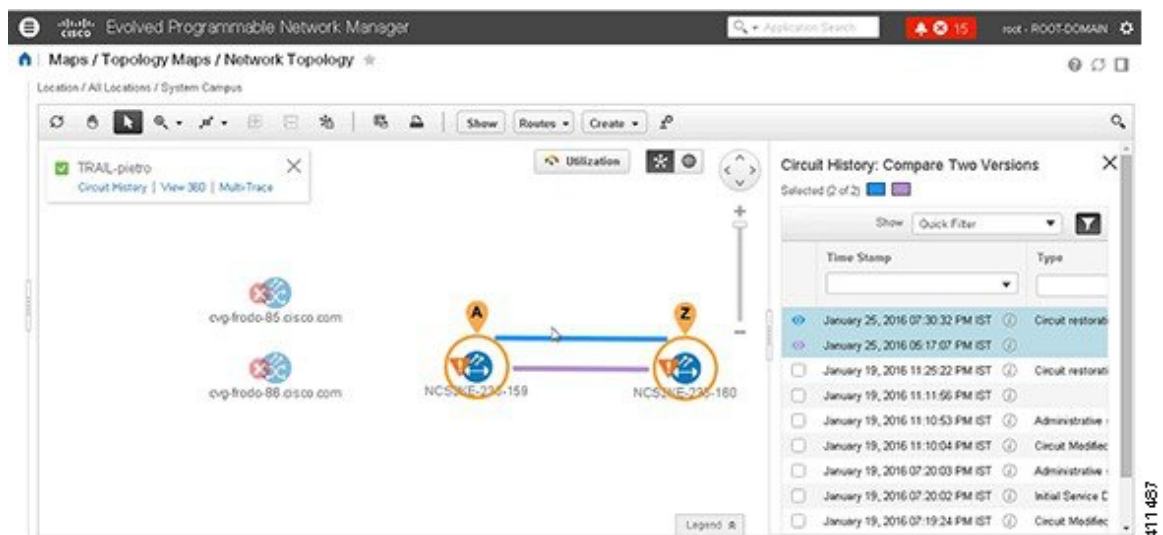 cisco Evolved Programmable Network Manager
Application Search
15
root - ROOT-DOMAIN
Maps / Topology Maps / Network Topology
Location / All Locations / System Campus
Show
Routes
Create
TRAIL-pietro
Circuit History | View 360 | Multi-Trace
Utilization
cvg-frodo-85.cisco.com
cvg-frodo-86.cisco.com
A
Z
NCS2KE-235-159
Legend
Circuit History: Compare Two Versions
Selected (2 of 2)
Show Quick Filter
Time Stamp Type
January 25, 2016 07:30:32 PM IST Circuit restorati
January 25, 2016 05:17:07 PM IST
January 19, 2016 11:25:22 PM IST Circuit restorati
January 19, 2016 11:11:56 PM IST
January 19, 2016 11:10:53 PM IST Administrative
January 19, 2016 11:10:04 PM IST Circuit Modified
January 19, 2016 07:20:03 PM IST Administrative
January 19, 2016 07:20:02 PM IST Initial Service D
January 19, 2016 07:19:24 PM IST Circuit Modified
411487